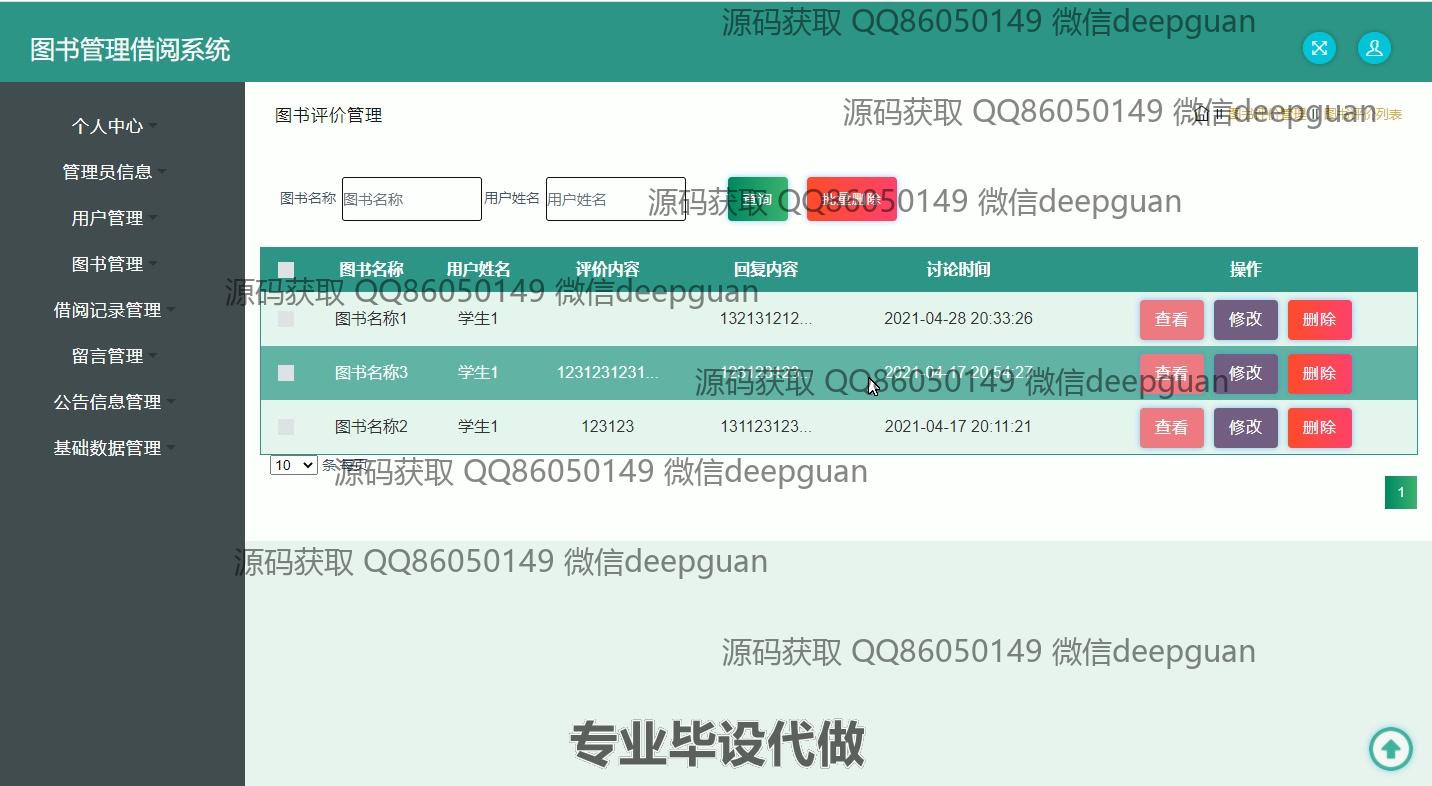 源码获取 QQ86050149 微信deepguan
图书管理借阅系统
个人中心
管理员信息
用户管理
图书管理
借阅记录管理
留言管理
公告信息管理
基础数据管理
图书评价管理
源码获取 QQ86050149 微信deepguan
图书评价管理 || 图书评价列表
图书名称 图书名称 用户姓名 用户姓名 查询 批量删除
源码获取 QQ86050149 微信deepguan
图书名称 用户姓名 评价内容 回复内容 讨论时间 操作
源码获取 QQ86050149 微信deepguan
图书名称1 学生1 132131212... 2021-04-28 20:33:26 查看 修改 删除
图书名称3 学生1 1231231231... 123123123... 2021-04-17 20:54:27 查看 修改 删除
源码获取 QQ86050149 微信deepguan
图书名称2 学生1 123123 131123123... 2021-04-17 20:11:21 查看 修改 删除
10 条 每页
源码获取 QQ86050149 微信deepguan
1
源码获取 QQ86050149 微信deepguan
源码获取 QQ86050149 微信deepguan
专业毕设代做